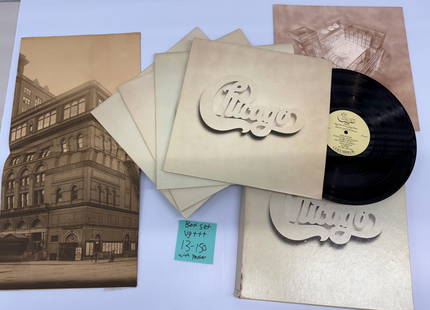 Chicago
Box set
Vg+++
13-150
with Poster
Chicago